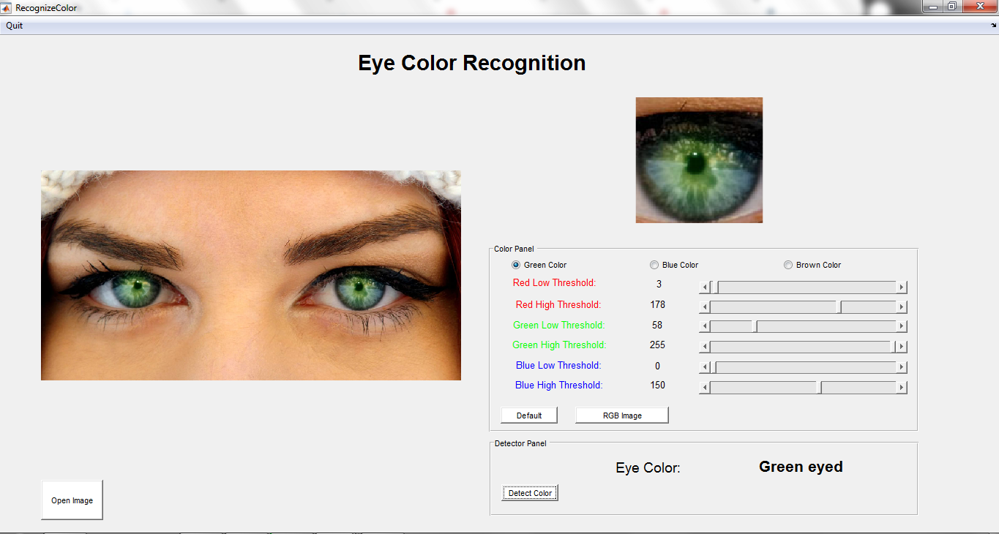 RecognizeColor
Quit
Eye Color Recognition
Color Panel
Green Color Blue Color Brown Color
Red Low Threshold: 3
Red High Threshold: 178
Green Low Threshold: 58
Green High Threshold: 255
Blue Low Threshold: 0
Blue High Threshold: 150
Default RGB Image
Detector Panel
Eye Color: Green eyed
Detect Color
Open Image